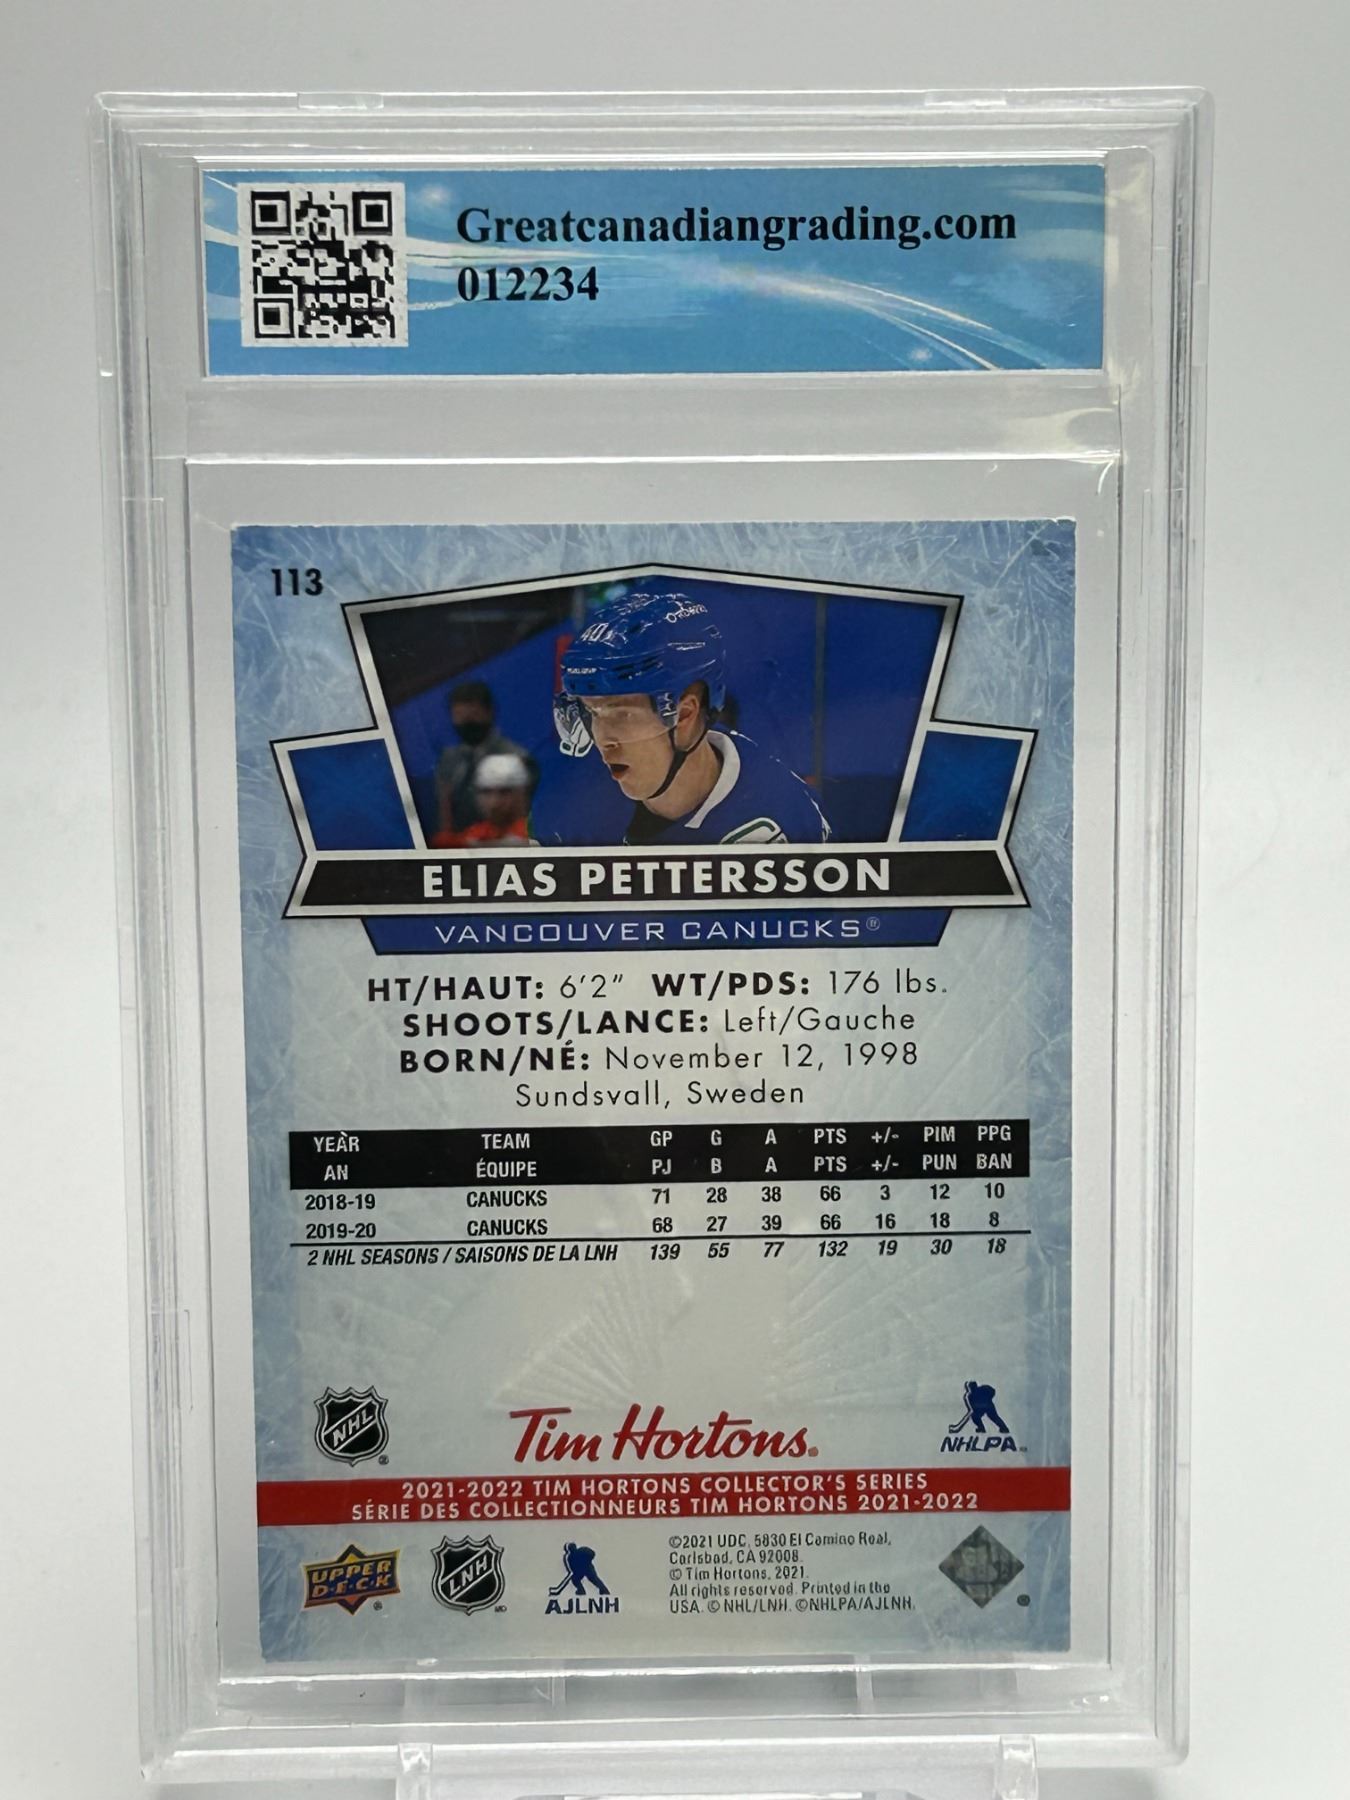 Greatcanadiangrading.com
012234
113
40
ELIAS PETTERSSON
VANCOUVER CANUCKS®
HT/HAUT: 6'2" WT/PDS: 176 lbs.
SHOOTS/LANCE: Left/Gauche
BORN/NÉ: November 12, 1998
Sundsvall, Sweden
YEAR TEAM GP G A PTS +/- PIM PPG
AN ÉQUIPE PJ B A PTS +/- PUN BAN
2018-19 CANUCKS 71 28 38 66 3 12 10
2019-20 CANUCKS 68 27 39 66 16 18 8
2 NHL SEASONS / SAISONS DE LA LNH 139 55 77 132 19 30 18
NHL ®
Tim Hortons®
NHLPA®
2021-2022 TIM HORTONS COLLECTOR'S SERIES
SÉRIE DES COLLECTIONNEURS TIM HORTONS 2021-2022
UPPER DECK ®
LNH MD
AJLNH
©2021 UDC, 5830 El Camino Real,
Carlsbad, CA 92008.
© Tim Hortons, 2021.
All rights reserved. Printed in the
USA. © NHL/LNH. ©NHLPA/AJLNH.